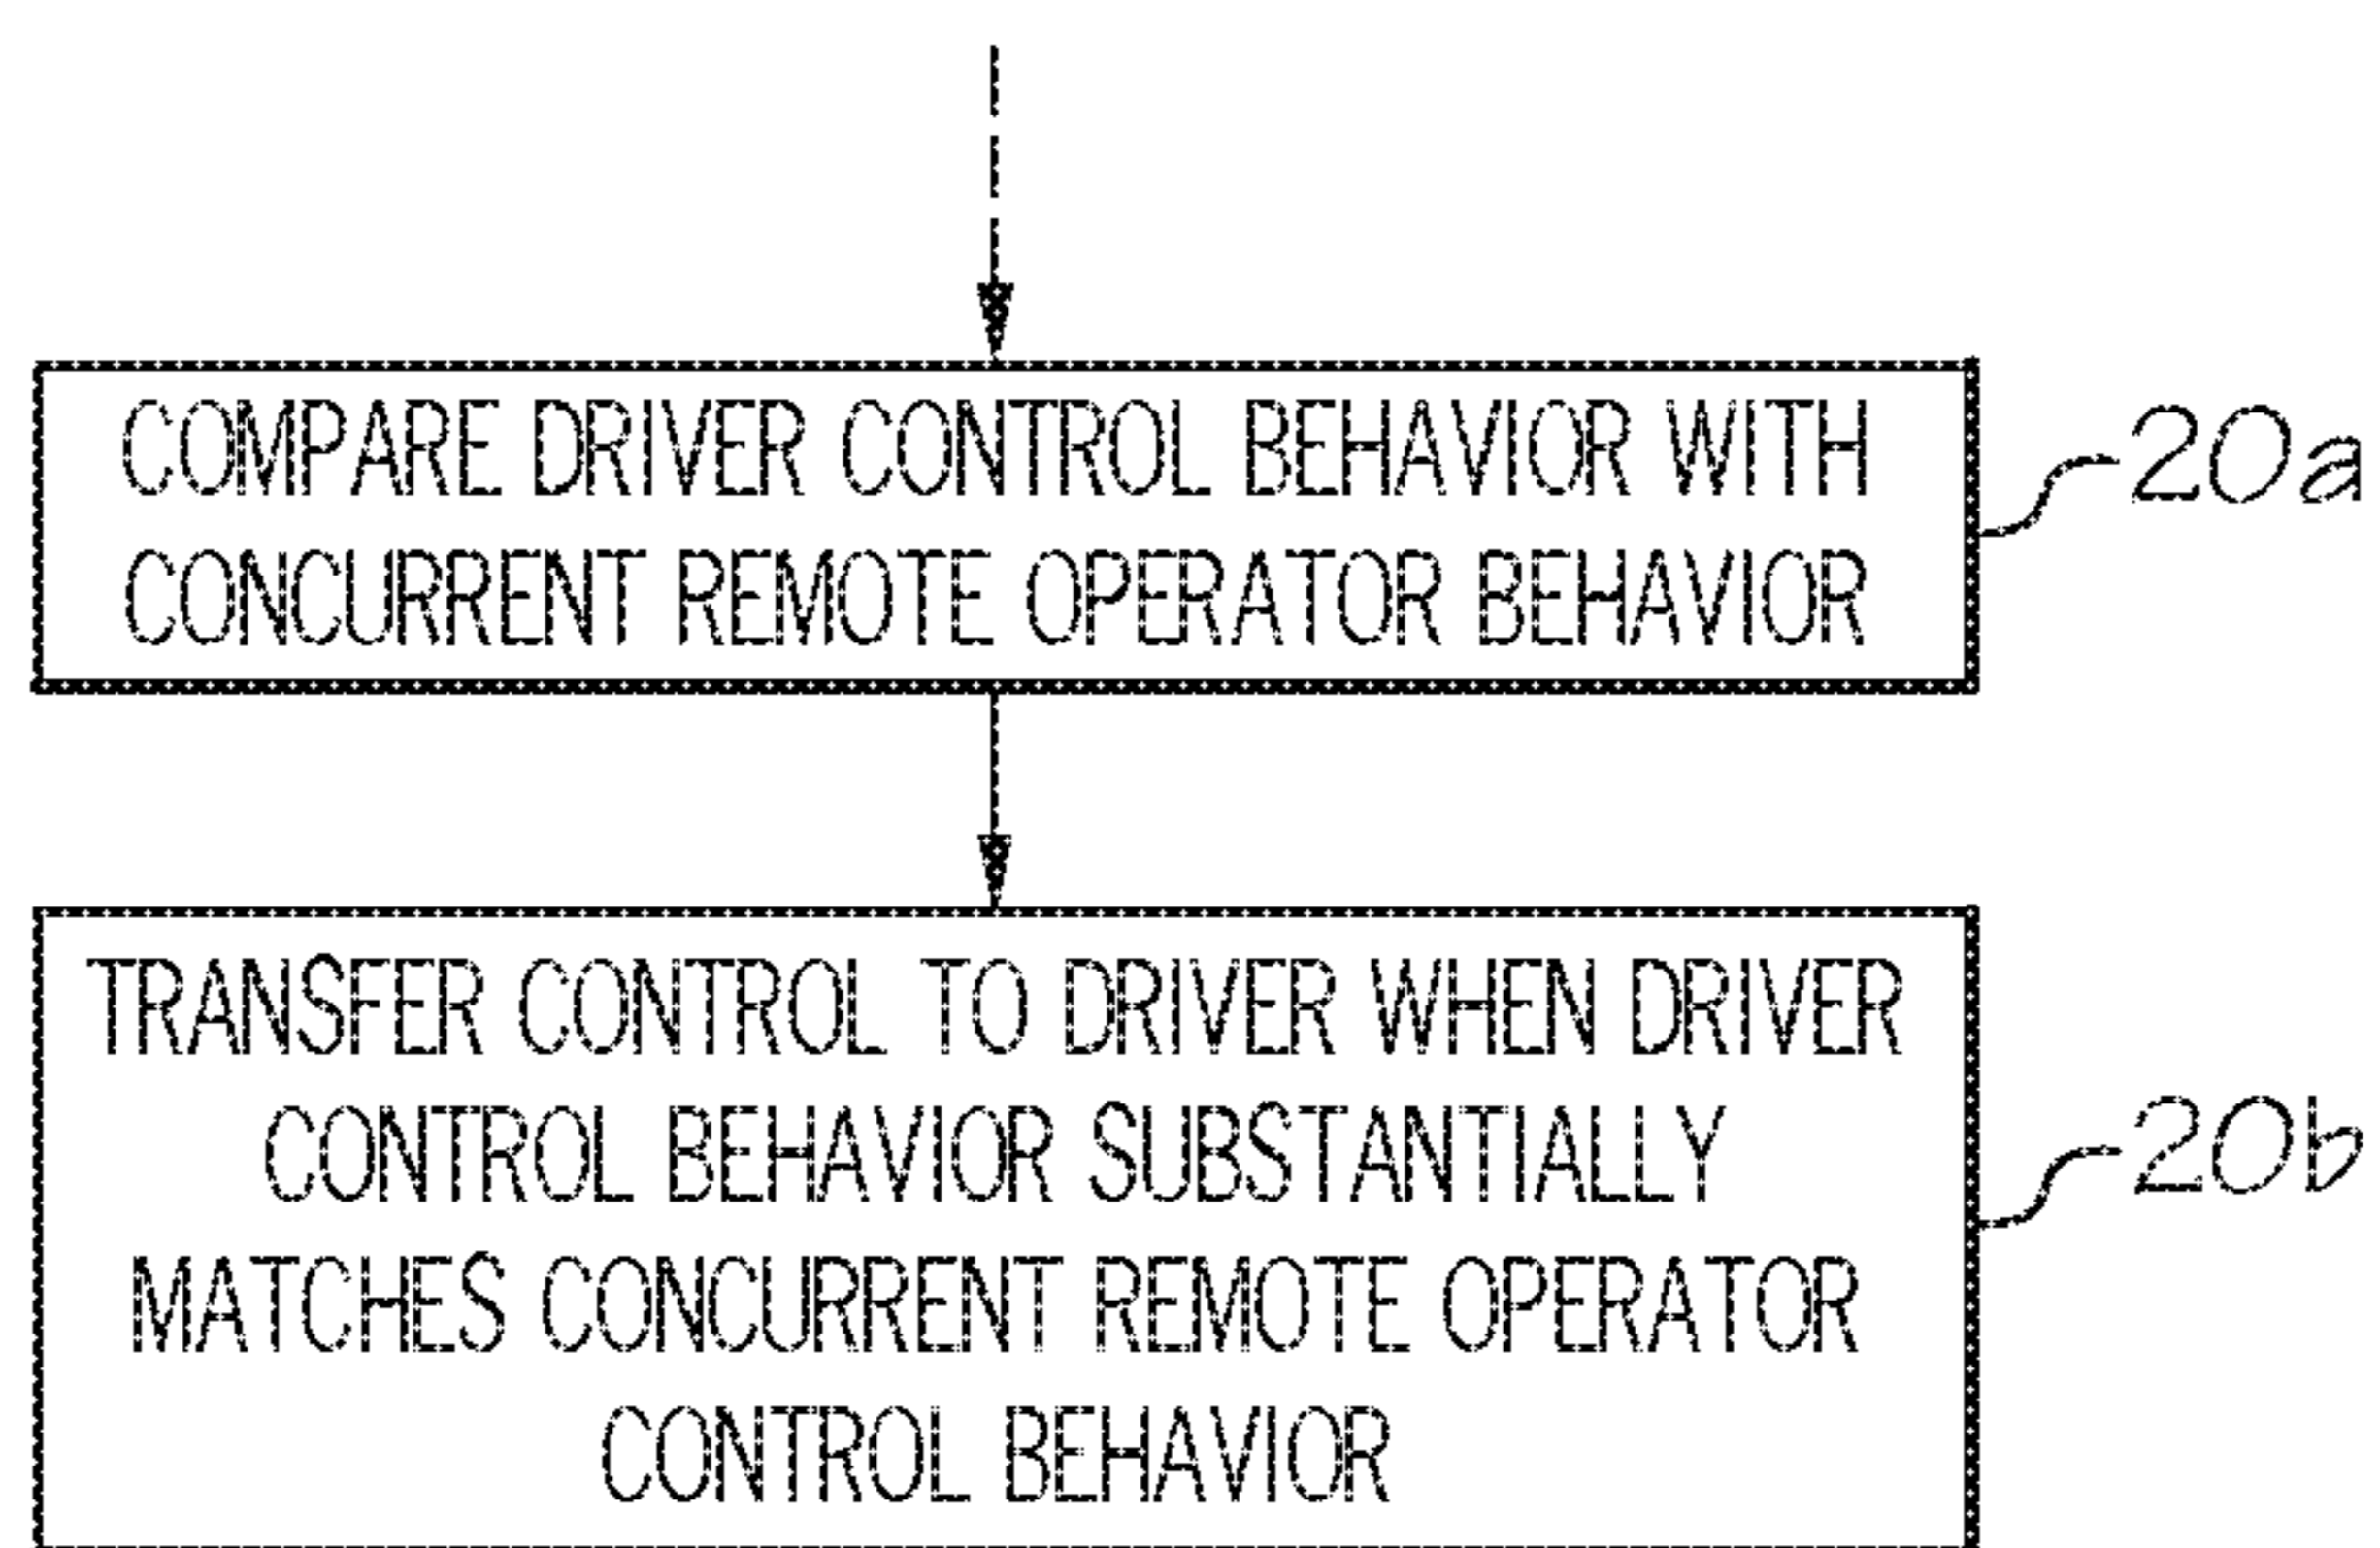 COMPARE DRIVER CONTROL BEHAVIOR WITH
CONCURRENT REMOTE OPERATOR BEHAVIOR
20a
TRANSFER CONTROL TO DRIVER WHEN DRIVER
CONTROL BEHAVIOR SUBSTANTIALLY
MATCHES CONCURRENT REMOTE OPERATOR
CONTROL BEHAVIOR
20b